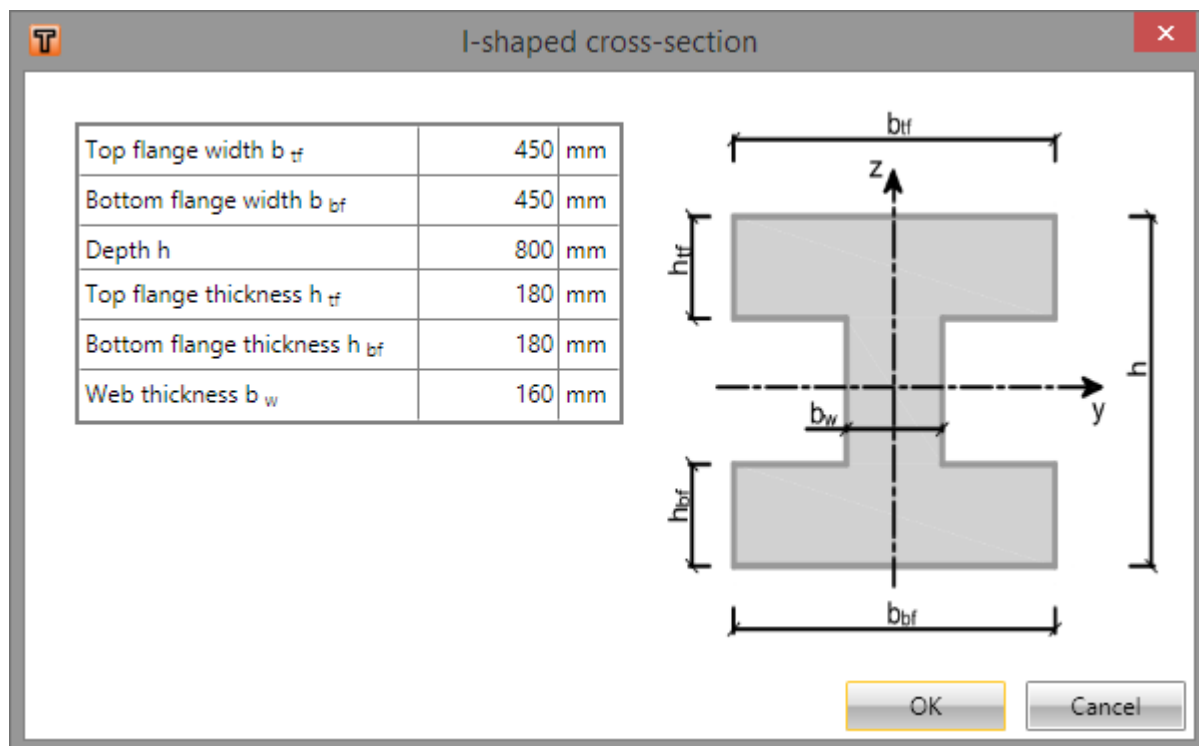 T
I-shaped cross-section
×
Top flange width b tf 450 mm
Bottom flange width b bf 450 mm
Depth h 800 mm
Top flange thickness h tf 180 mm
Bottom flange thickness h bf 180 mm
Web thickness b w 160 mm
btf
z
htf
h
bw
y
hbf
bbf
OK Cancel